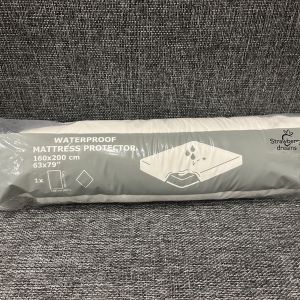 WATERPROOF
MATTRESS PROTECTOR
160x200 cm
63x79"
1x
dreams